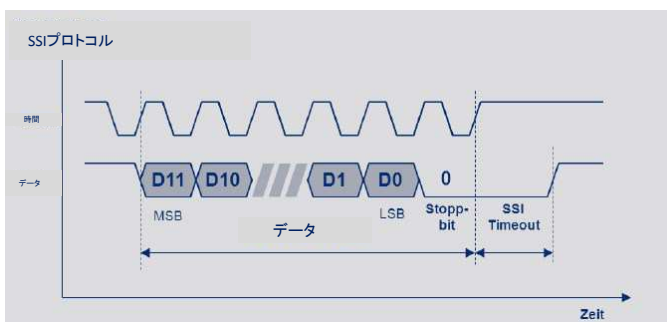 SSIプロトコル
時間
データ
D11 D10 D1 D0 0
MSB
データ
LSB
Stopp-
bit
SSI
Timeout
Zeit